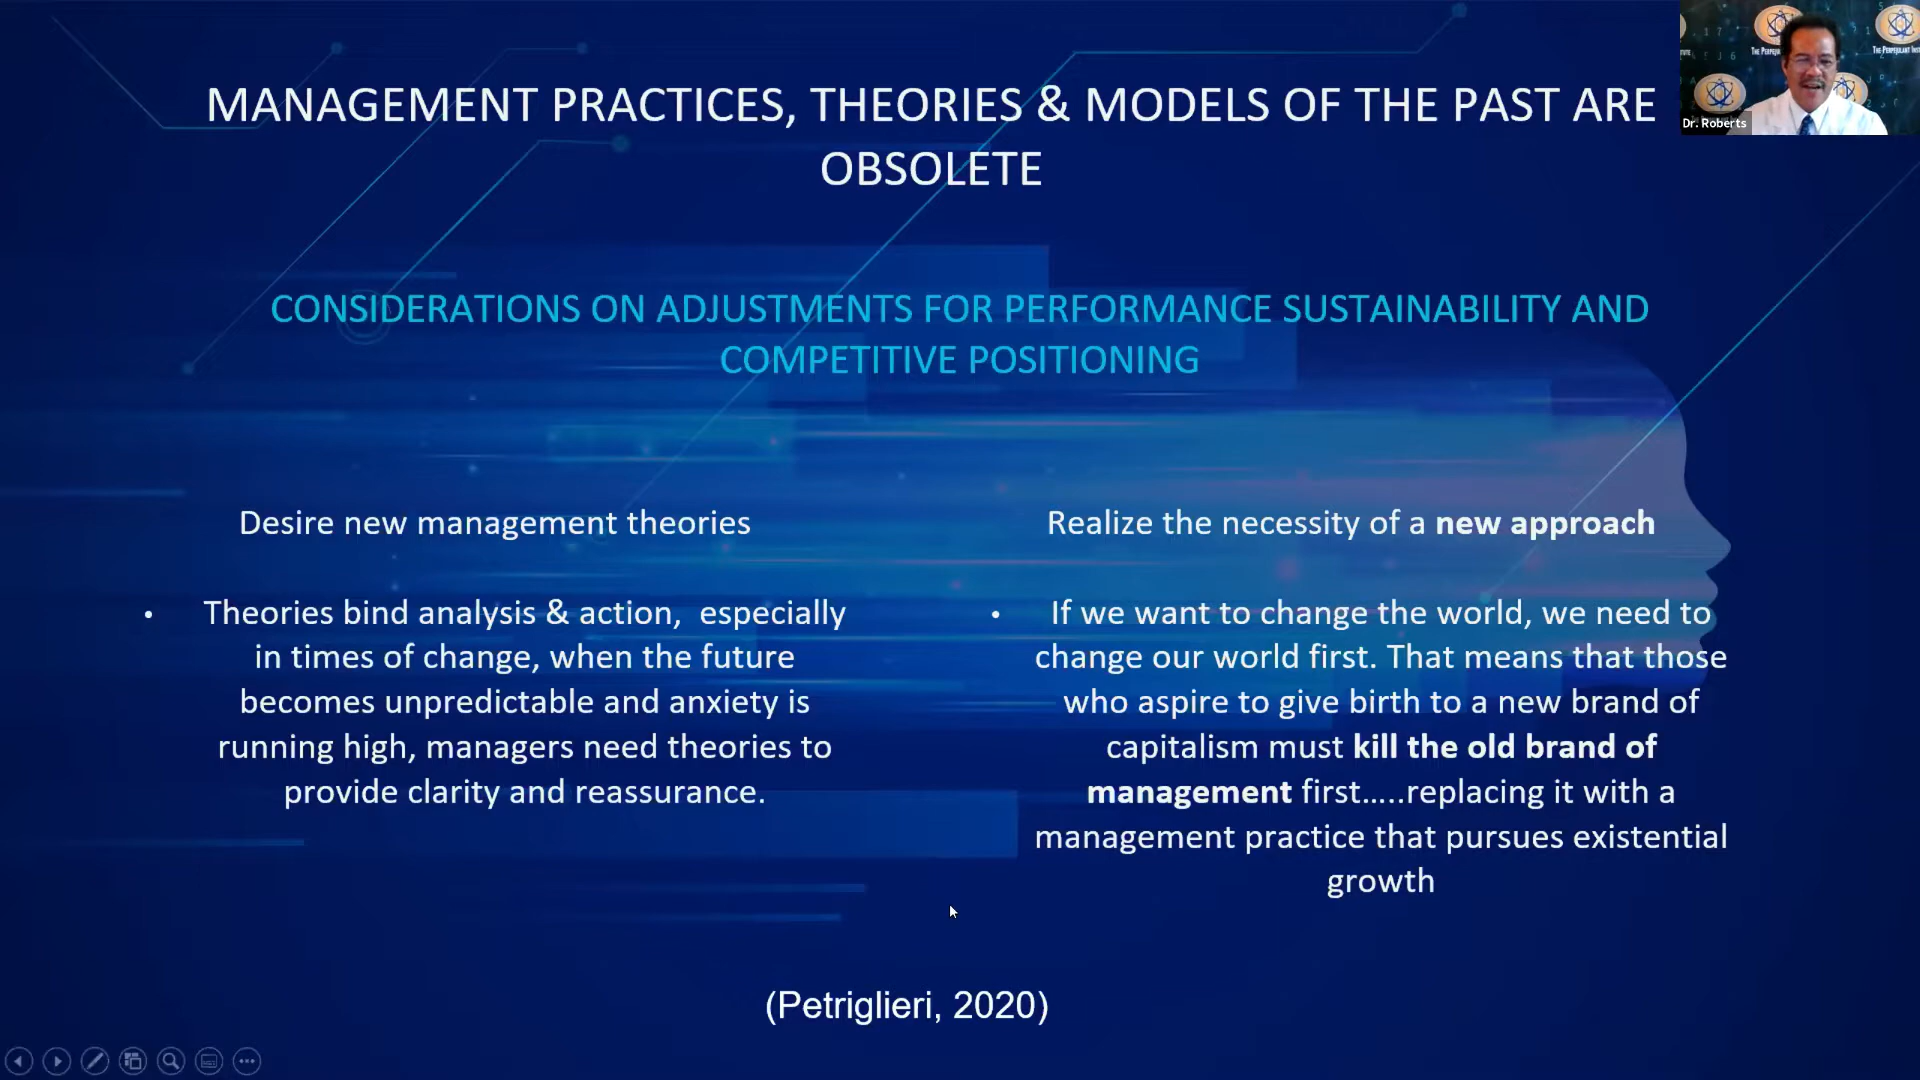 MANAGEMENT PRACTICES, THEORIES & MODELS OF THE PAST ARE
OBSOLETE
Dr. Roberts
CONSIDERATIONS ON ADJUSTMENTS FOR PERFORMANCE SUSTAINABILITY AND
COMPETITIVE POSITIONING
Desire new management theories
• Theories bind analysis & action, especially
in times of change, when the future
becomes unpredictable and anxiety is
running high, managers need theories to
provide clarity and reassurance.
Realize the necessity of a new approach
• If we want to change the world, we need to
change our world first. That means that those
who aspire to give birth to a new brand of
capitalism must kill the old brand of
management first…..replacing it with a
management practice that pursues existential
growth
(Petriglieri, 2020)